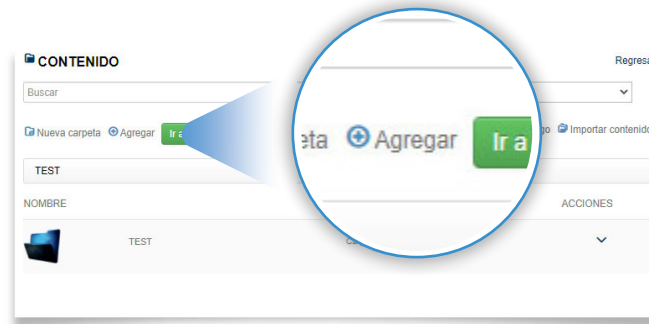 CONTENIDO
Regresa
Buscar
Nueva carpeta Agregar Ir a
eta Agregar Ir a
go Importar contenido
TEST
NOMBRE
ACCIONES
TEST